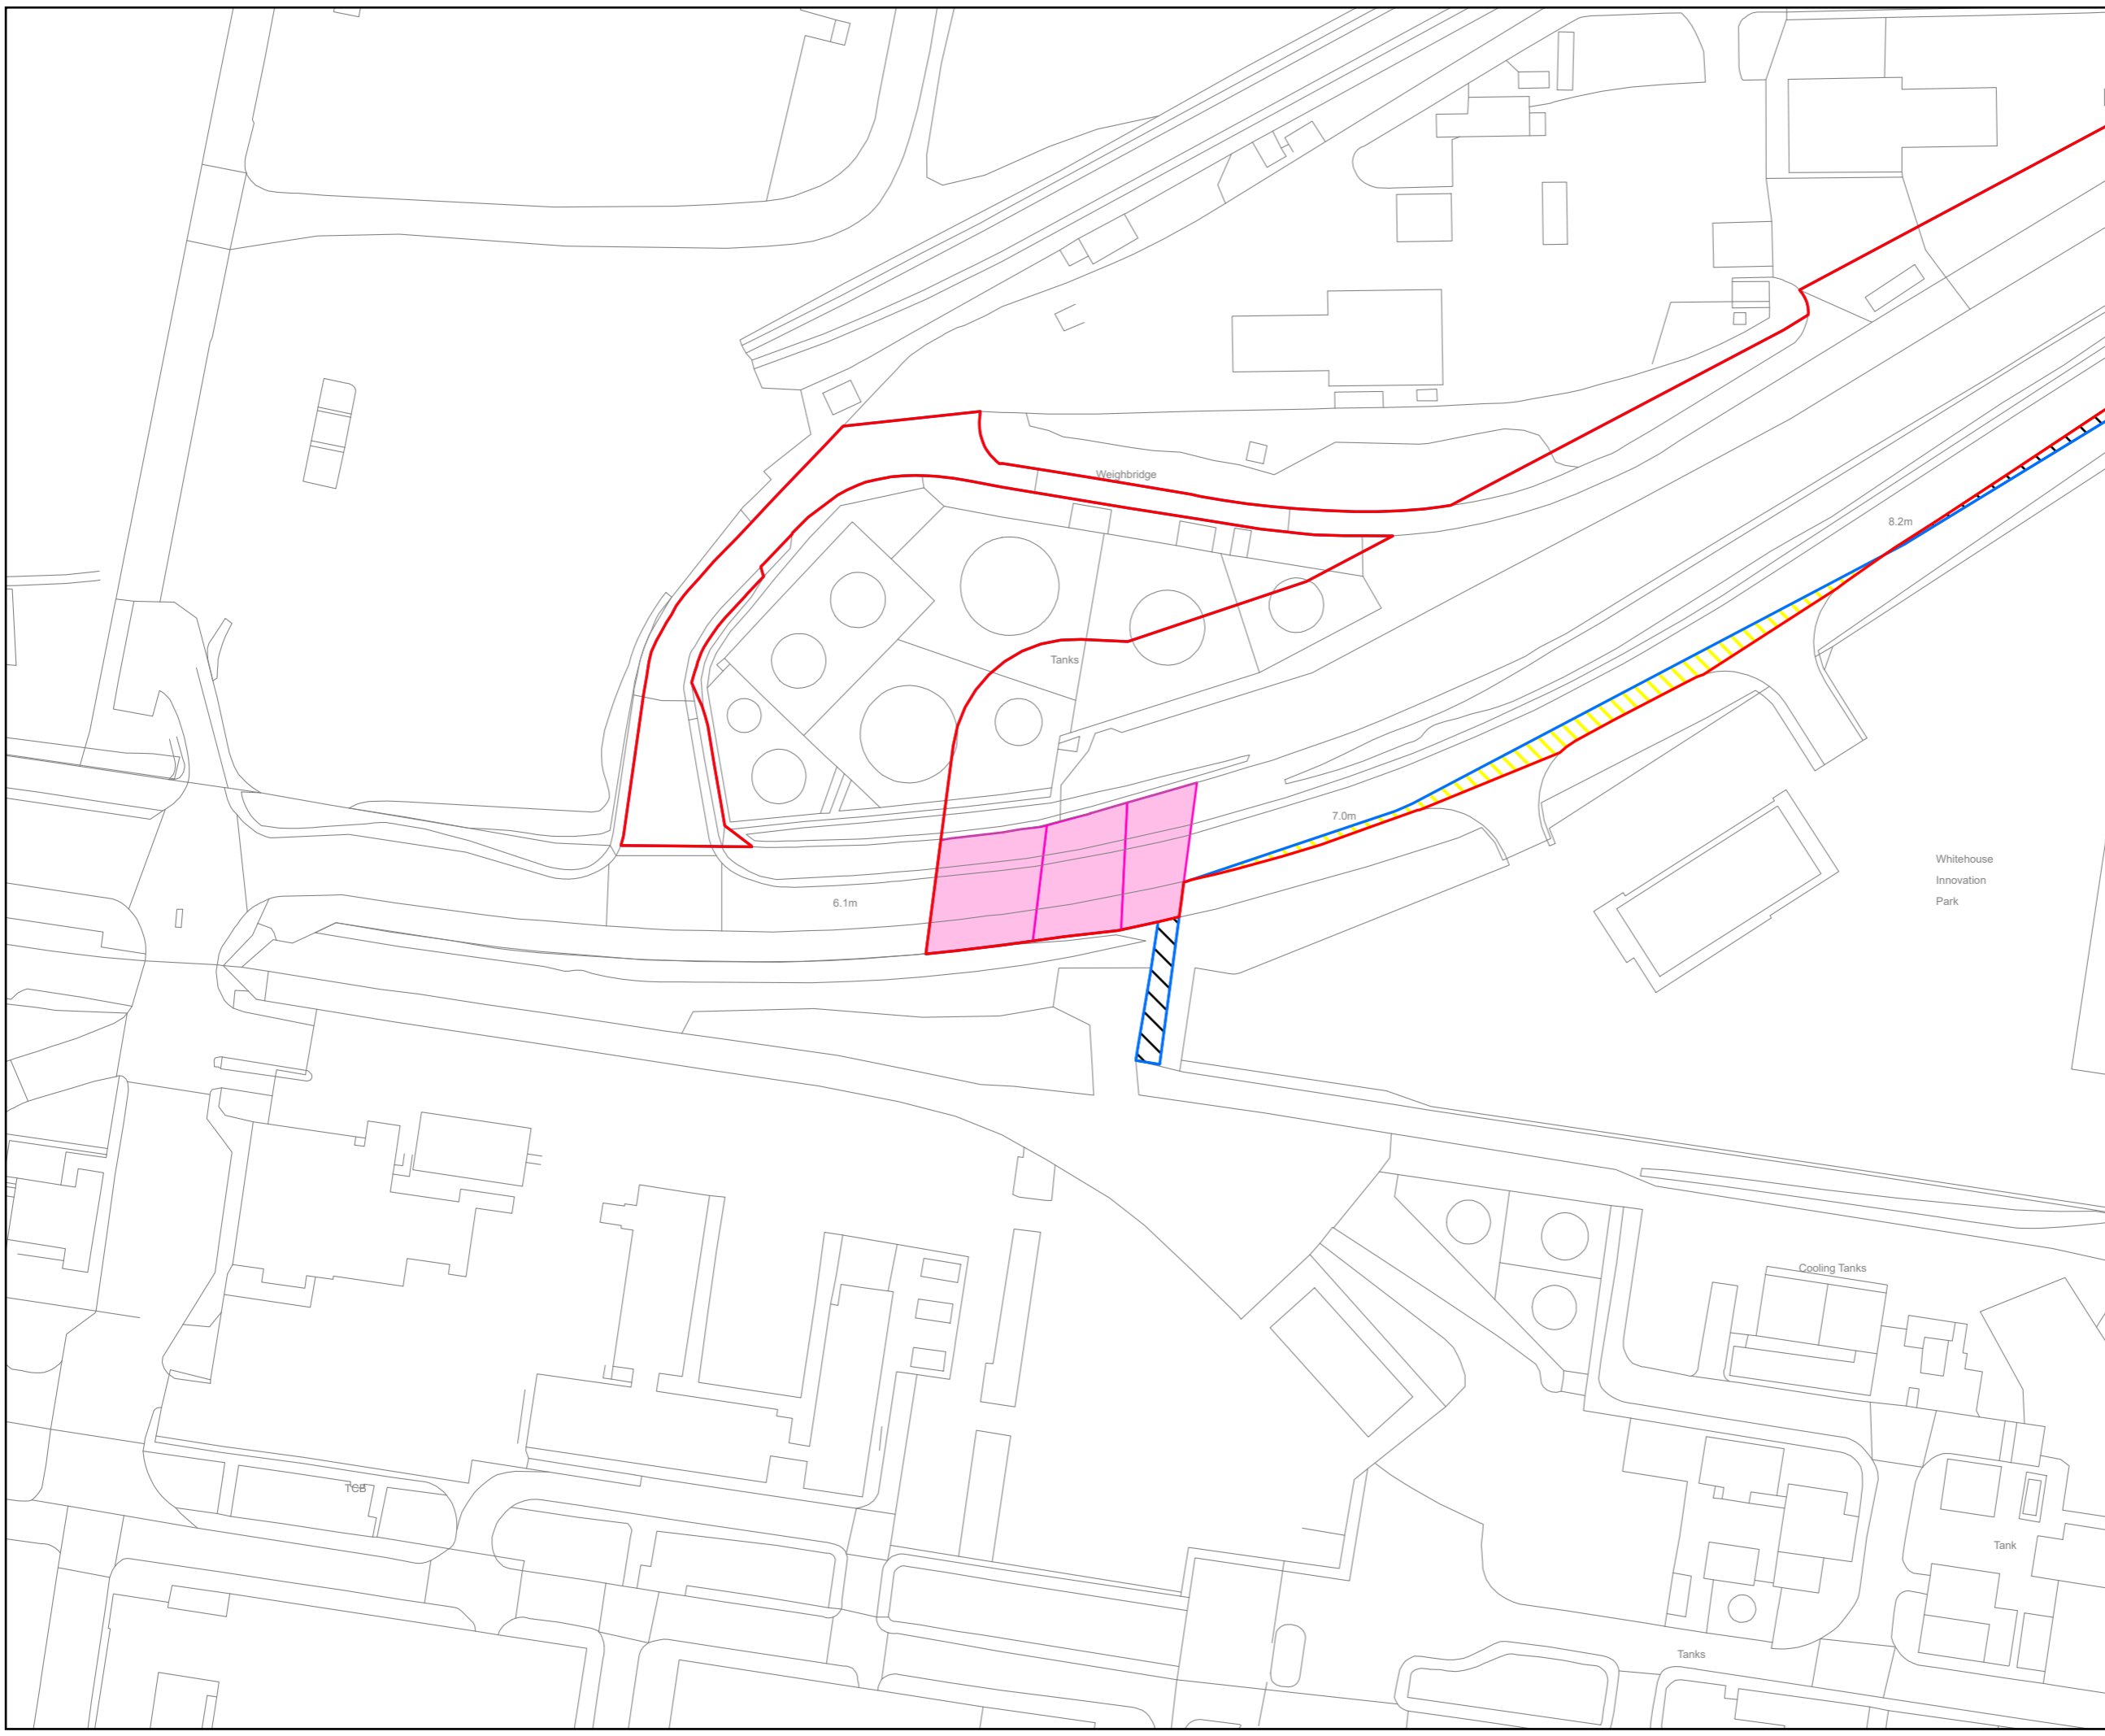 Weighbridge
8.2m
Tanks
7.0m
Whitehouse
Innovation
Park
6.1m
Cooling Tanks
TCB
Tank
Tanks